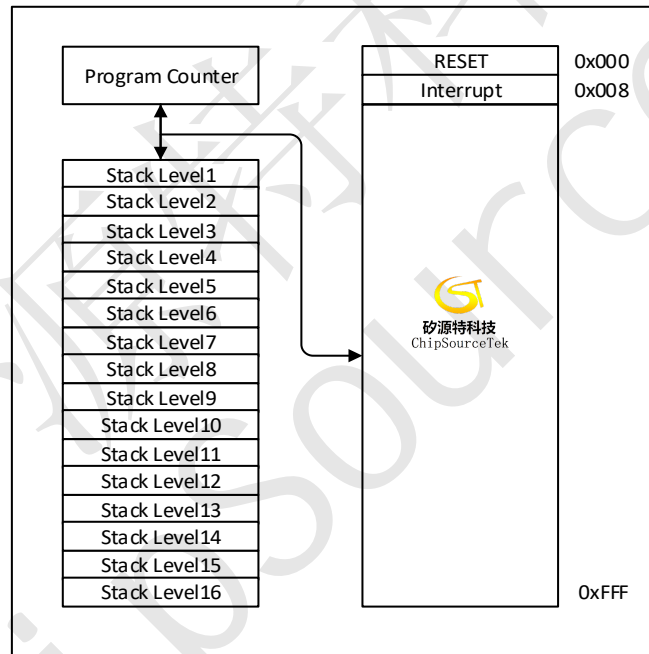 Program Counter
Stack Level1
Stack Level2
Stack Level3
Stack Level4
Stack Level5
Stack Level6
Stack Level7
Stack Level8
Stack Level9
Stack Level10
Stack Level11
Stack Level12
Stack Level13
Stack Level14
Stack Level15
Stack Level16
RESET 0x000
Interrupt 0x008
矽源特科技
ChipSourceTek
0xFFF